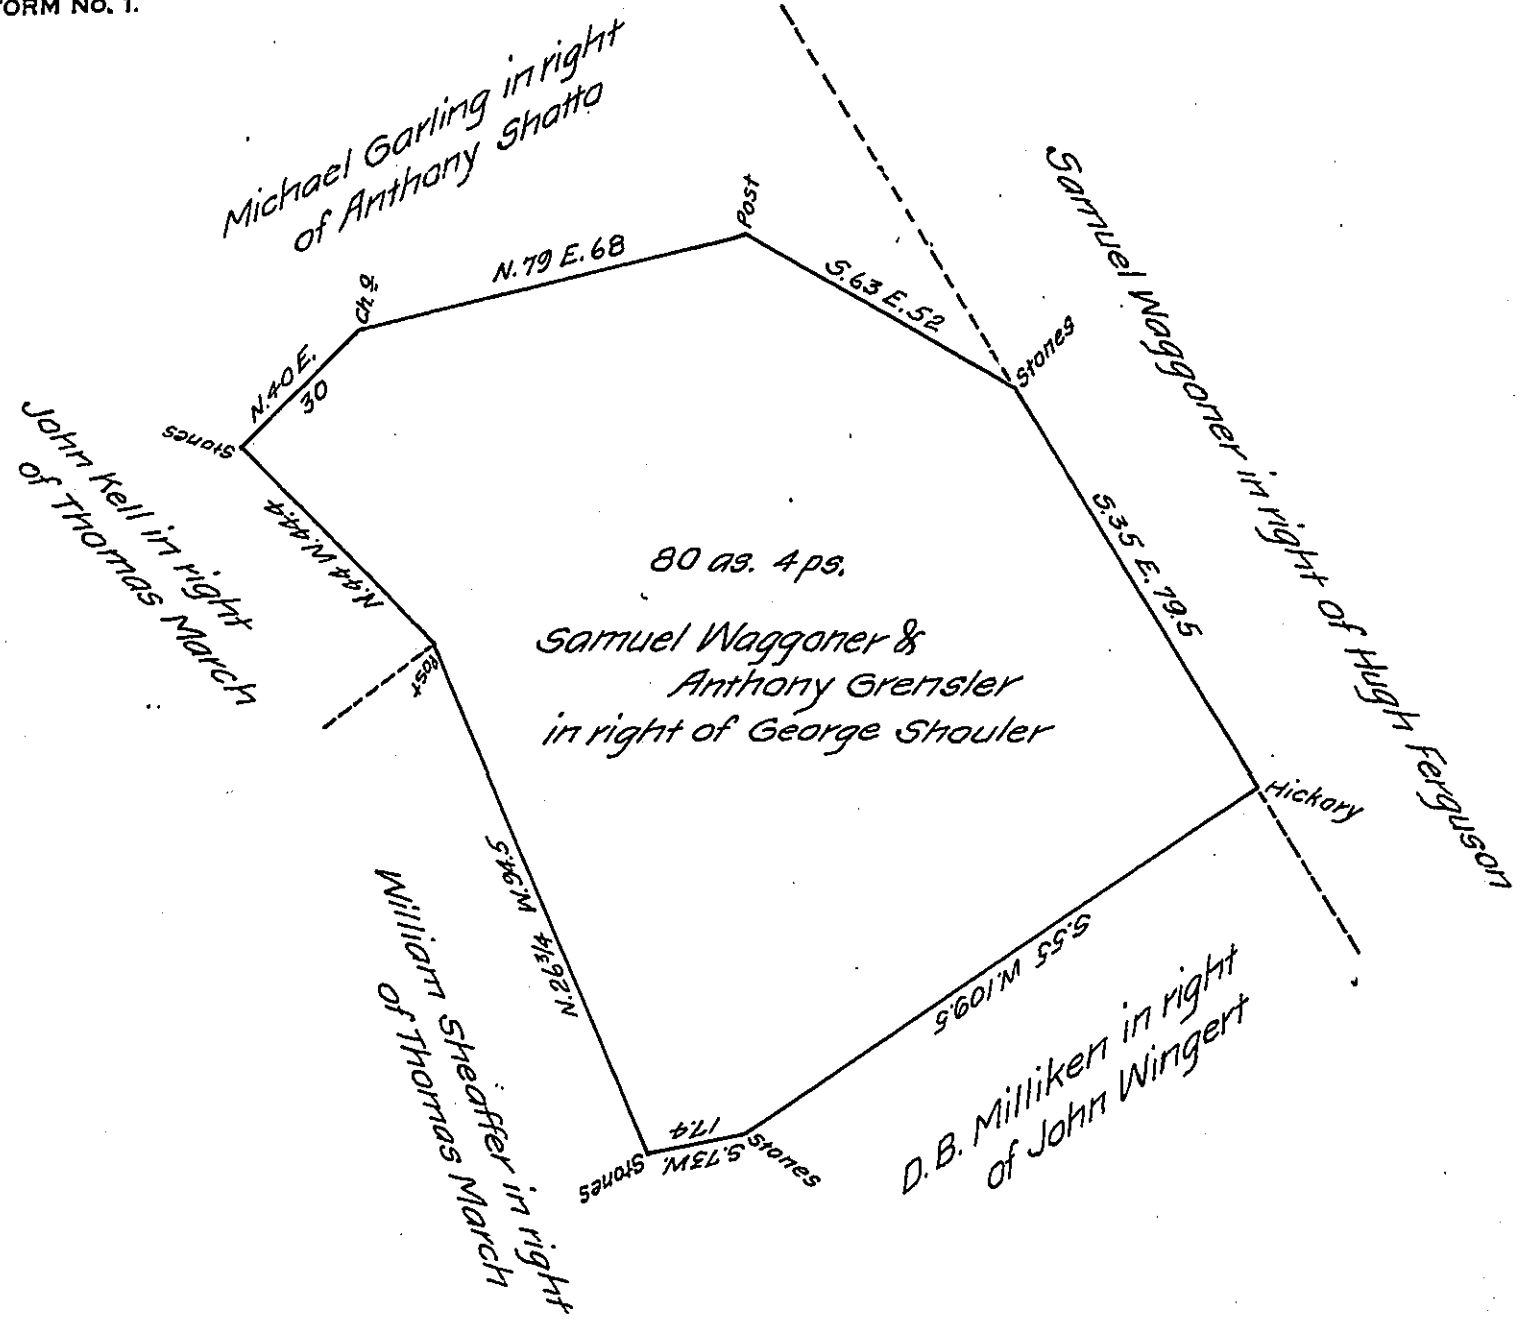 FORM NO. 1.
Michael Garling in right
of Anthony Shatto
Post
Ch. o
N. 79 E. 68
S. 63 E. 52
Stones
Samuel Waggoner in right of Hugh Ferguson
N. 40 E.
30
Stones
John Kell in right
of Thomas March
N. 44 W. 44.4
Post
S. 35 E. 79.5
80 as. 4 ps.
Samuel Waggoner &
Anthony Grensler
in right of George Shauler
Hickory
N. 26 3/4 W. 94.5
William Sheaffer in right
of Thomas March
S. 55 W. 109.5
D. B. Milliken in right
of John Wingert
17.4
S. 73 W.
Stones
Stones